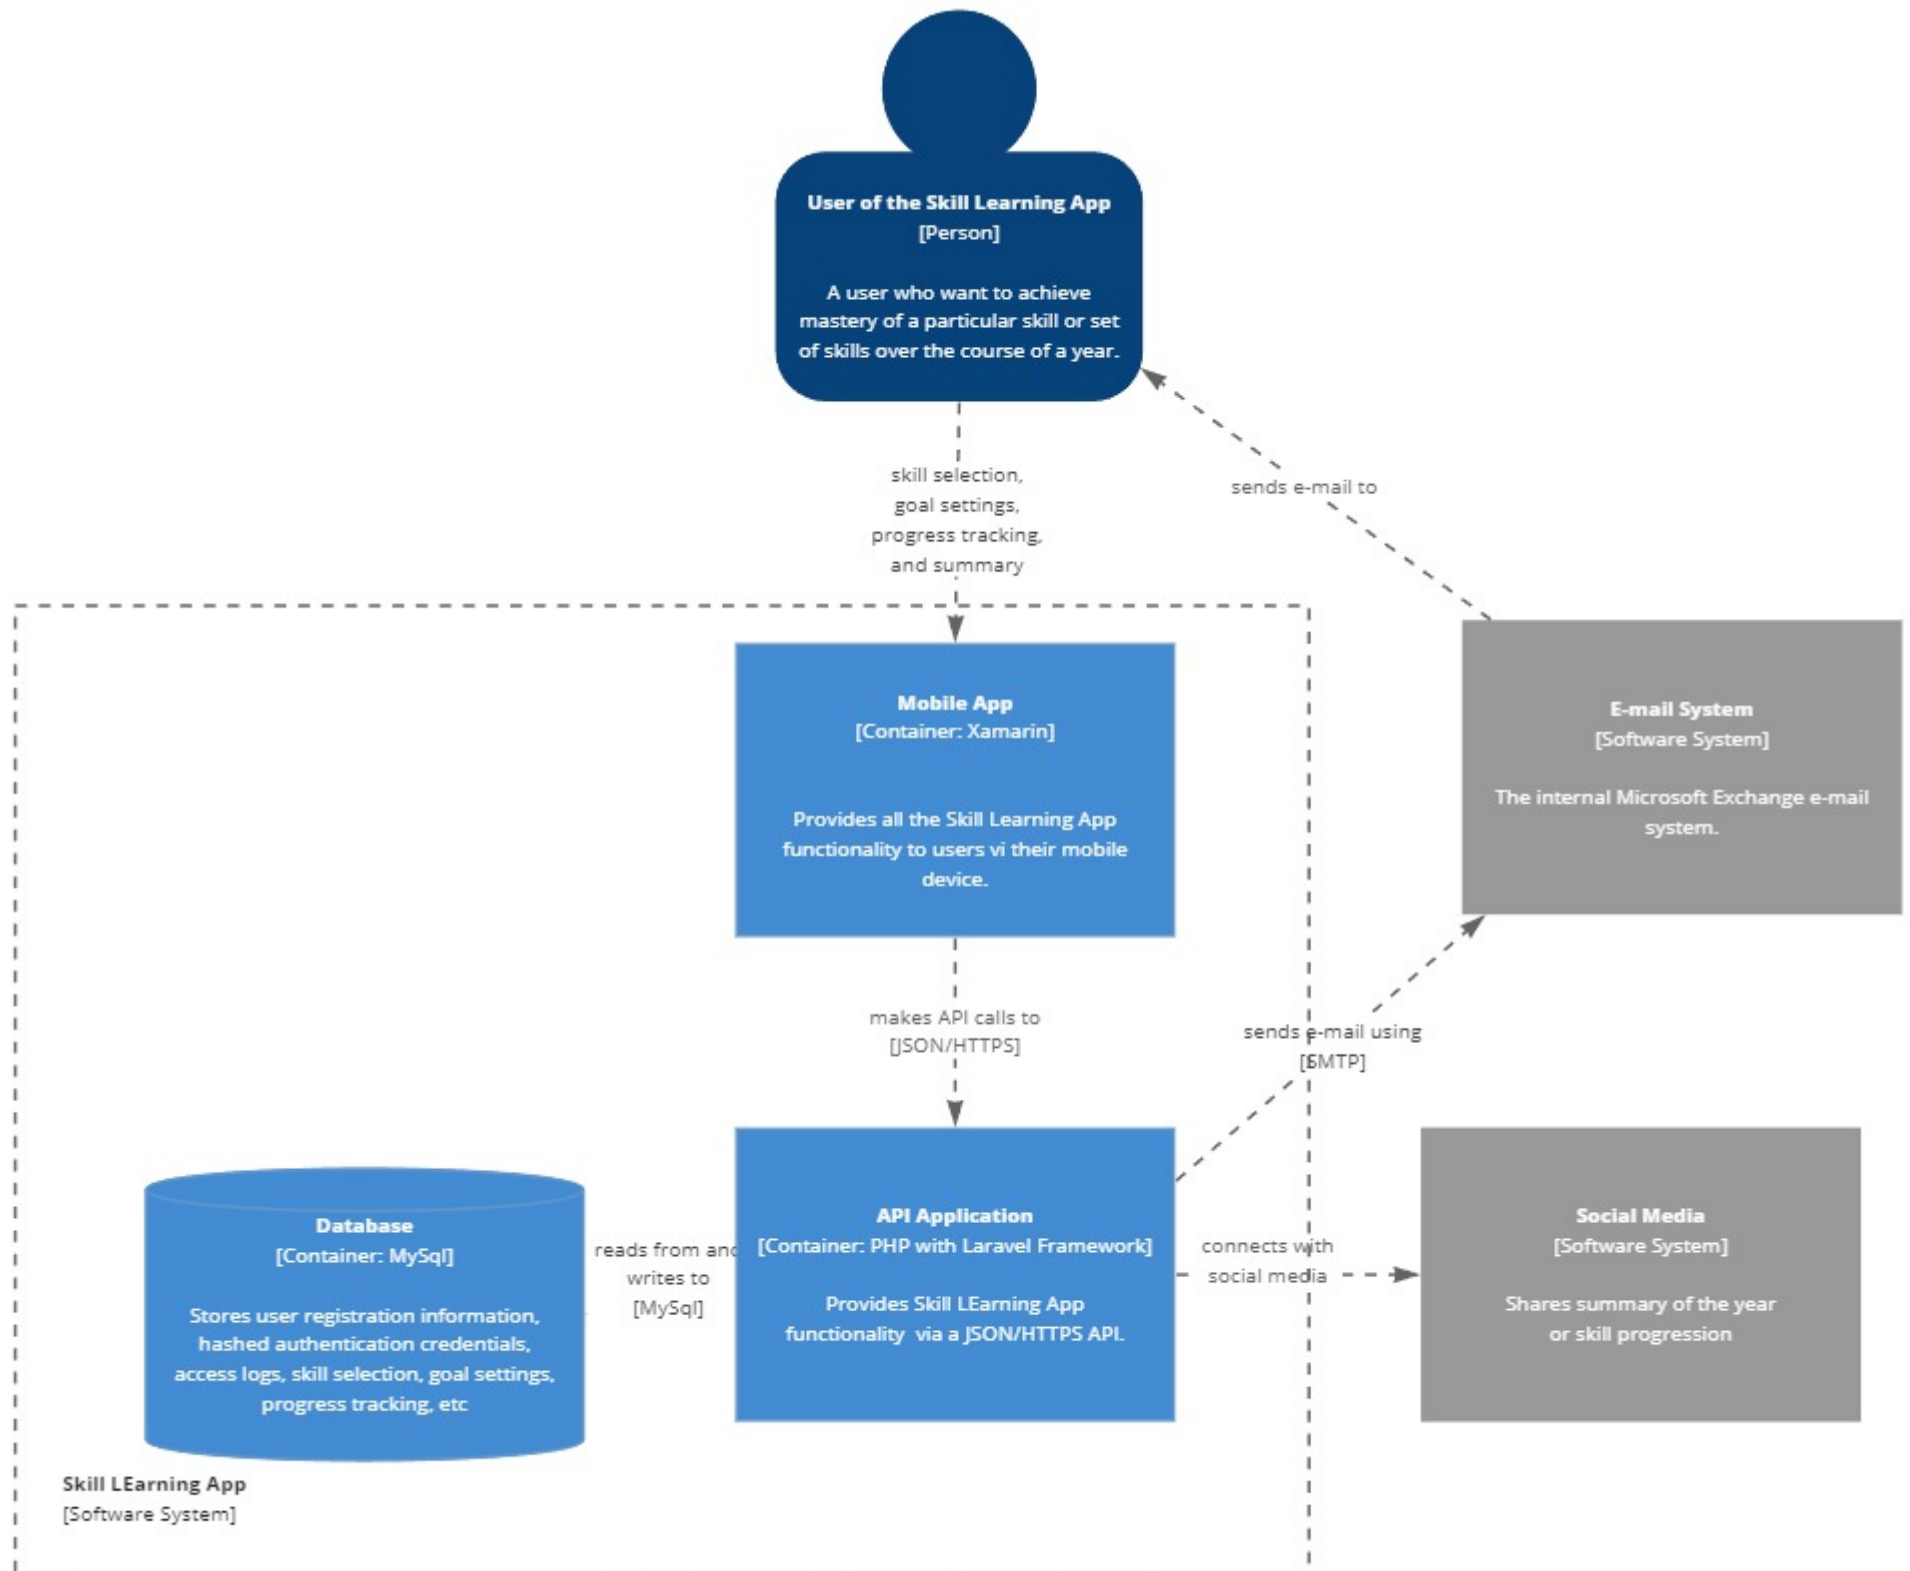 User of the Skill Learning App
[Person]
A user who want to achieve
mastery of a particular skill or set
of skills over the course of a year.
skill selection,
goal settings,
progress tracking,
and summary
sends e-mail to
Mobile App
[Container: Xamarin]
Provides all the Skill Learning App
functionality to users vi their mobile
device.
E-mail System
[Software System]
The internal Microsoft Exchange e-mail
system.
makes API calls to
[JSON/HTTPS]
sends e-mail using
[SMTP]
Database
[Container: MySql]
Stores user registration information,
hashed authentication credentials,
access logs, skill selection, goal settings,
progress tracking, etc
reads from and
writes to
[MySql]
API Application
[Container: PHP with Laravel Framework]
Provides Skill LEarning App
functionality via a JSON/HTTPS API.
connects with
social media
Social Media
[Software System]
Shares summary of the year
or skill progression
Skill LEarning App
[Software System]